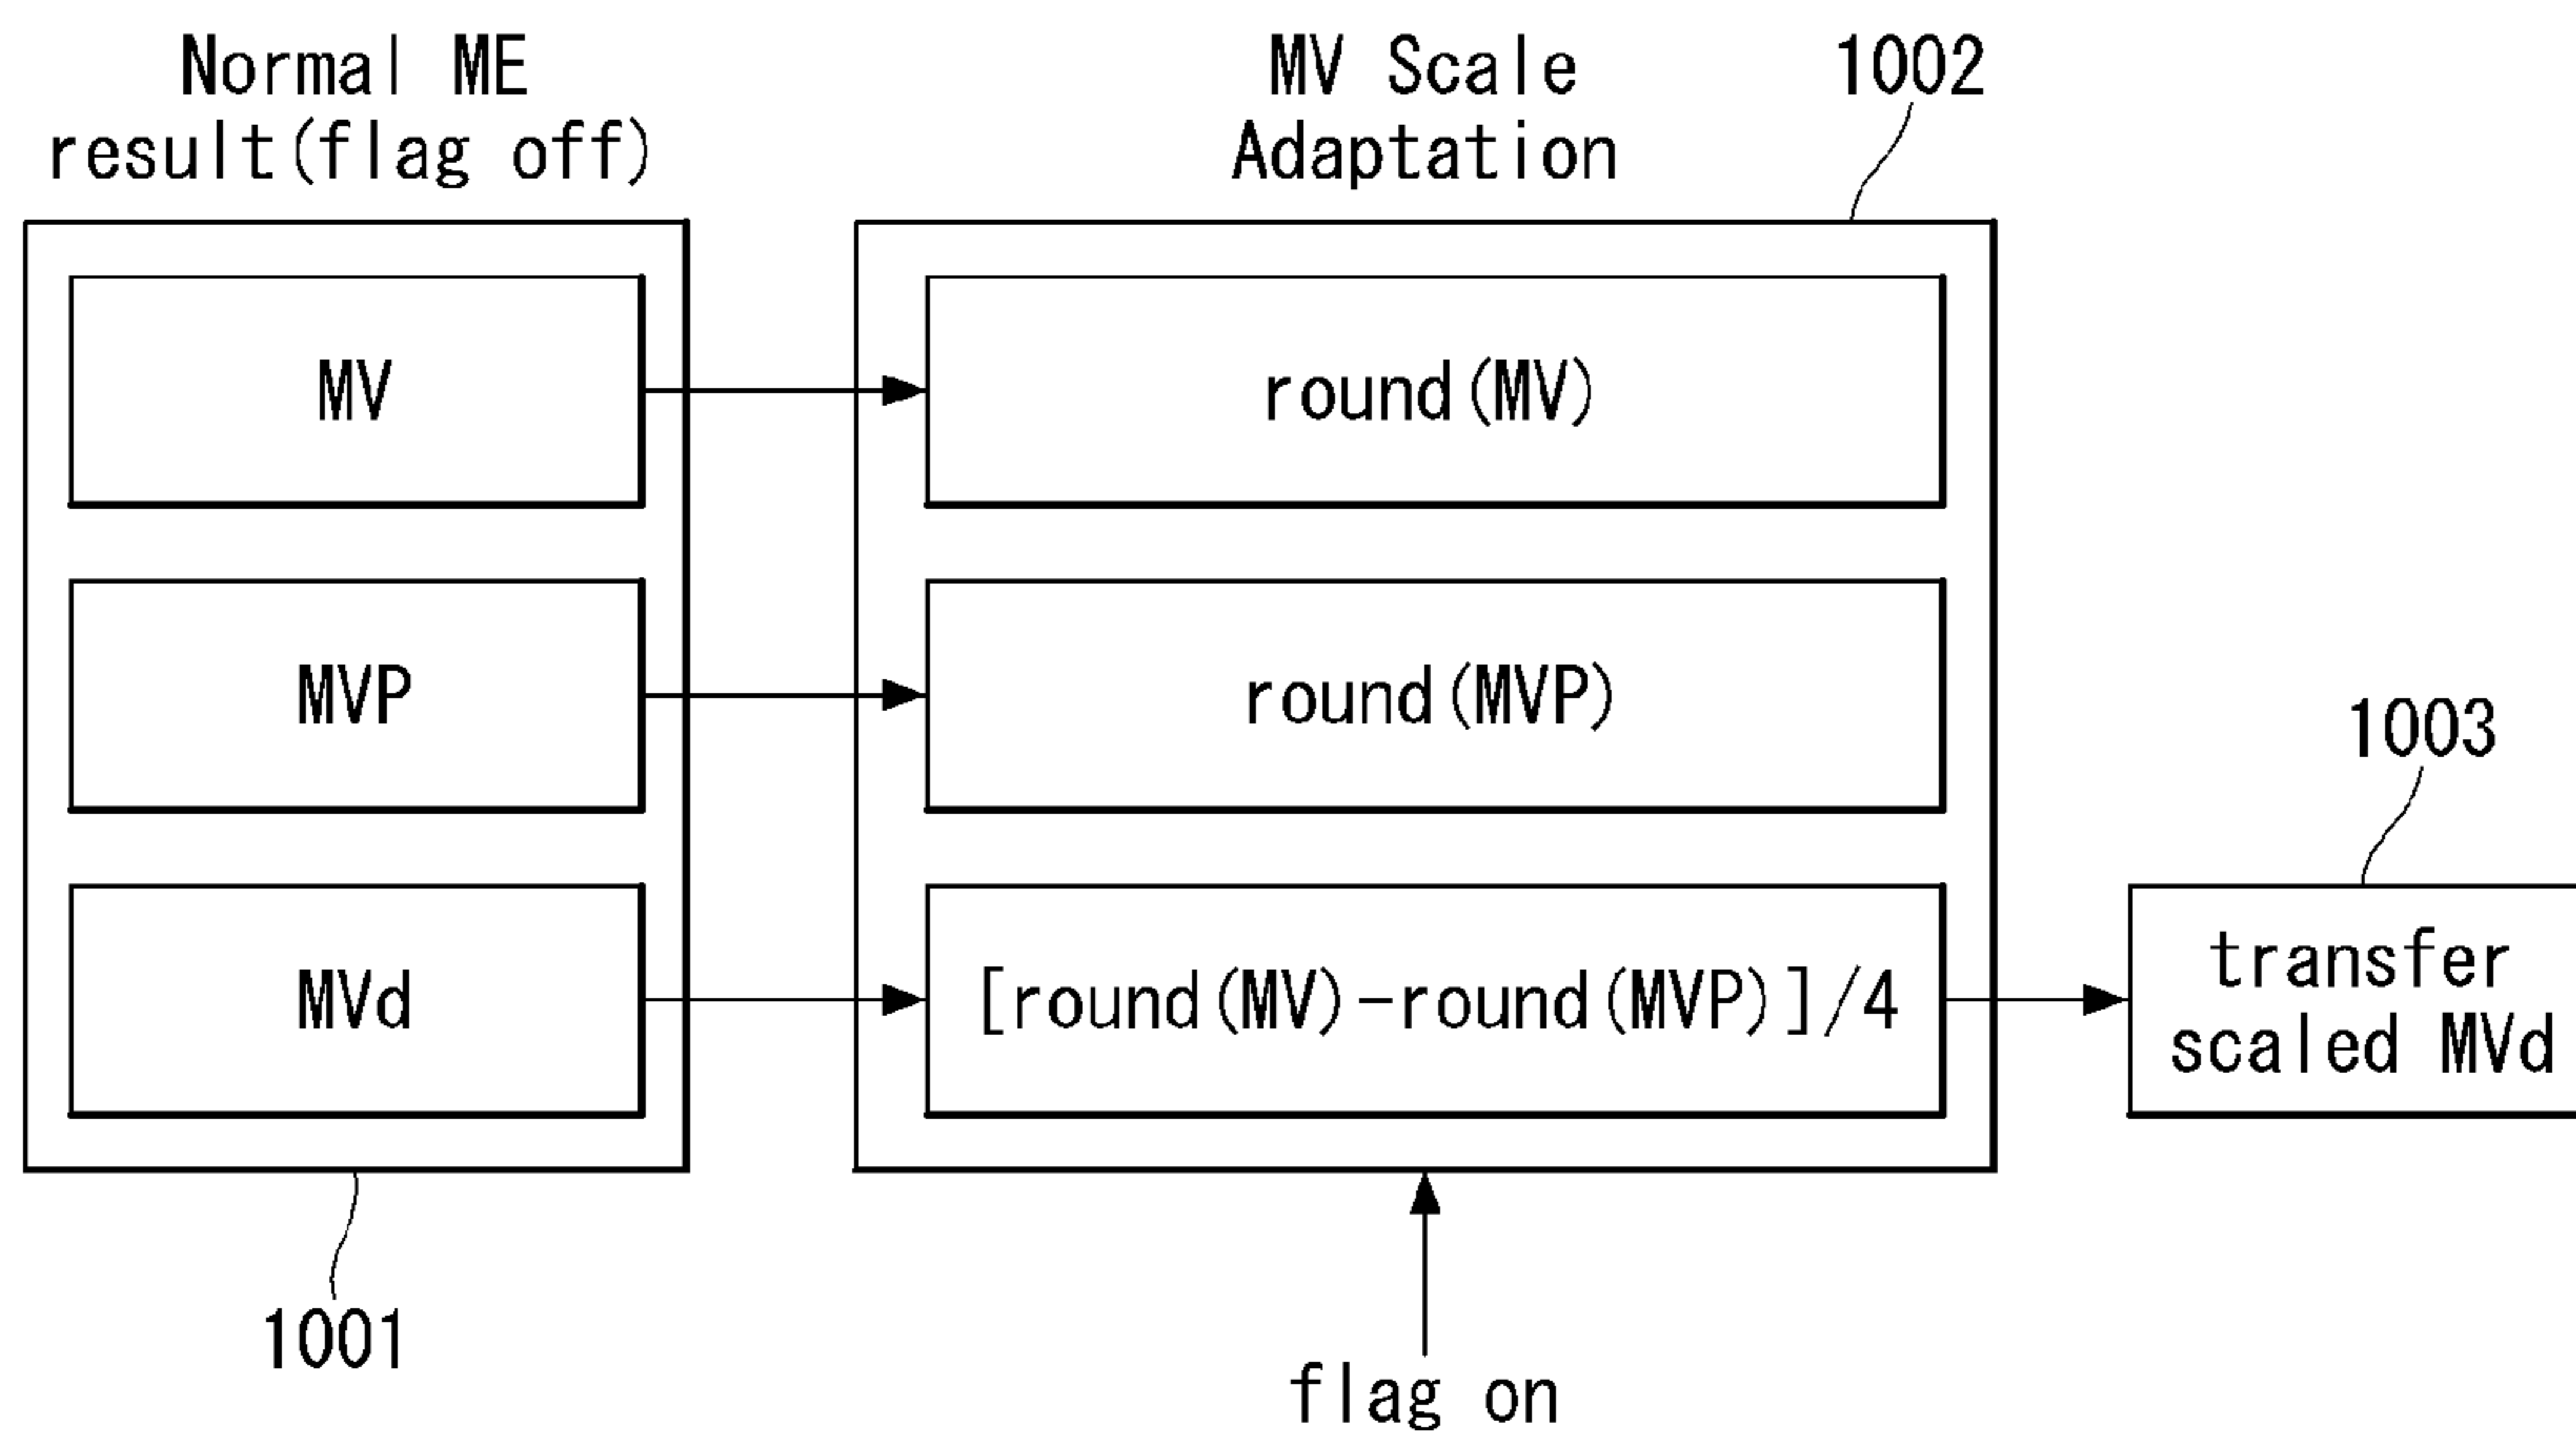 Normal ME
result(flag off)
MV Scale
Adaptation
1002
MV
round(MV)
MVP
round(MVP)
1003
MVd
[round(MV)-round(MVP)]/4
transfer
scaled MVd
1001
flag on